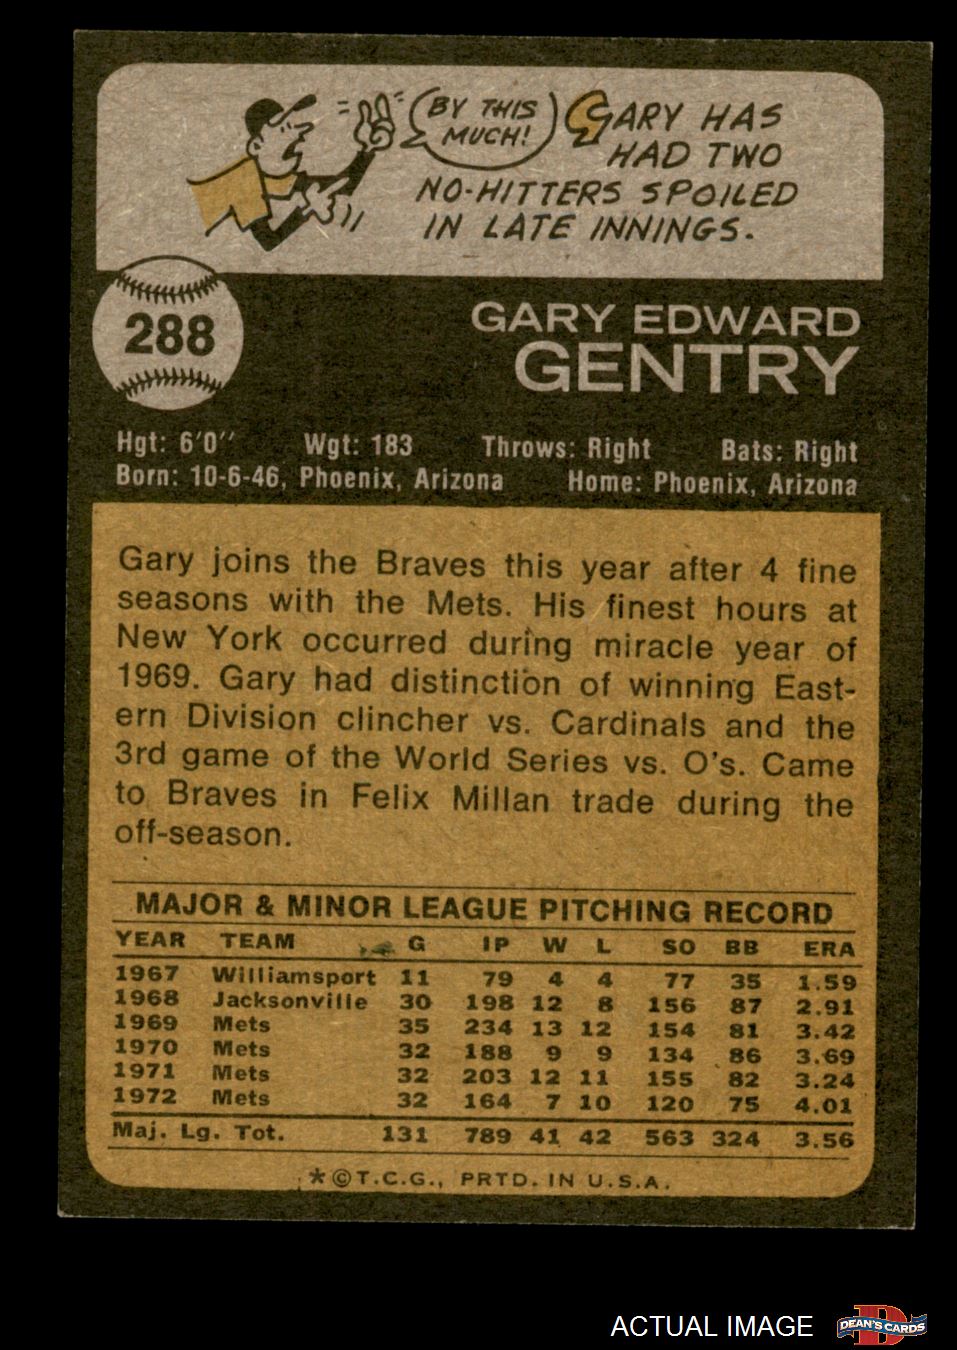 BY THIS
MUCH!
GARY HAS
HAD TWO
NO-HITTERS SPOILED
IN LATE INNINGS.
288
GARY EDWARD
GENTRY
Hgt: 6'0" Wgt: 183 Throws: Right Bats: Right
Born: 10-6-46, Phoenix, Arizona Home: Phoenix, Arizona
Gary joins the Braves this year after 4 fine
seasons with the Mets. His finest hours at
New York occurred during miracle year of
1969. Gary had distinction of winning East-
ern Division clincher vs. Cardinals and the
3rd game of the World Series vs. O's. Came
to Braves in Felix Millan trade during the
off-season.
MAJOR & MINOR LEAGUE PITCHING RECORD
YEAR TEAM G IP W L SO BB ERA
1967 Williamsport 11 79 4 4 77 35 1.59
1968 Jacksonville 30 198 12 8 156 87 2.91
1969 Mets 35 234 13 12 154 81 3.42
1970 Mets 32 188 9 9 134 86 3.69
1971 Mets 32 203 12 11 155 82 3.24
1972 Mets 32 164 7 10 120 75 4.01
Maj. Lg. Tot. 131 789 41 42 563 324 3.56
*©T.C.G., PRTD. IN U.S.A.
ACTUAL IMAGE
D
DEAN'S CARDS